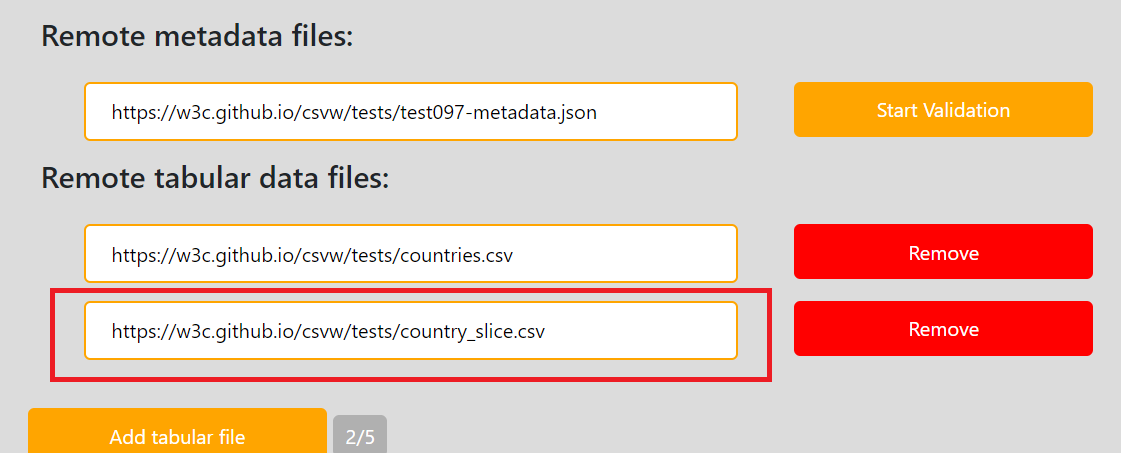 Remote metadata files:
https://w3c.github.io/csvw/tests/test097-metadata.json
Start Validation
Remote tabular data files:
https://w3c.github.io/csvw/tests/countries.csv
Remove
https://w3c.github.io/csvw/tests/country_slice.csv
Remove
Add tabular file
2/5